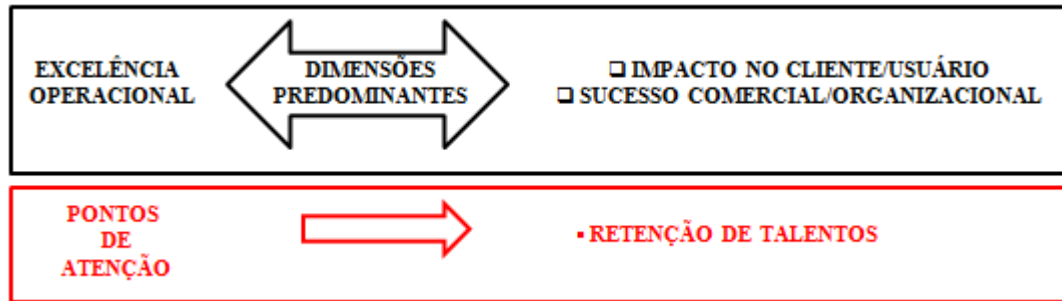 EXCELÊNCIA
OPERACIONAL
DIMENSÕES
PREDOMINANTES
❑ IMPACTO NO CLIENTE/USUÁRIO
❑ SUCESSO COMERCIAL/ORGANIZACIONAL
PONTOS
DE
ATENÇÃO
▪ RETENÇÃO DE TALENTOS